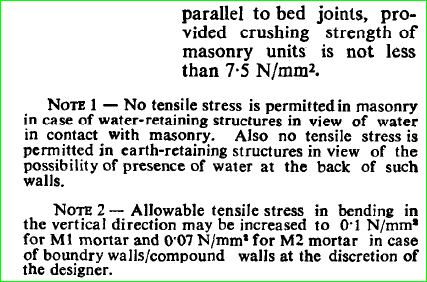 parallel to bed joints, pro-
vided crushing strength of
masonry units is not less
than 7·5 N/mm².
NOTE 1 — No tensile stress is permitted in masonry
in case of water-retaining structures in view of water
in contact with masonry. Also no tensile stress is
permitted in earth-retaining structures in view of the
possibility of presence of water at the back of such
walls.
NOTE 2 — Allowable tensile stress in bending in
the vertical direction may be increased to 0·1 N/mm²
for M1 mortar and 0·07 N/mm² for M2 mortar in case
of boundry walls/compound walls at the discretion of
the designer.